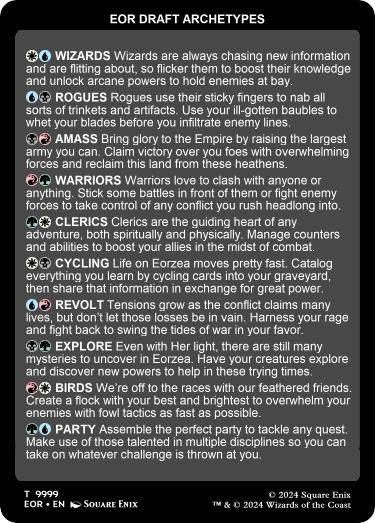 EOR DRAFT ARCHETYPES
WIZARDS Wizards are always chasing new information
and are flitting about, so flicker them to boost their knowledge
and unlock arcane powers to hold enemies at bay.
ROGUES Rogues use their sticky fingers to nab all
sorts of trinkets and artifacts. Use your ill-gotten baubles to
whet your blades before you infiltrate enemy lines.
AMASS Bring glory to the Empire by raising the largest
army you can. Claim victory over you foes with overwhelming
forces and reclaim this land from these heathens.
WARRIORS Warriors love to clash with anyone or
anything. Stick some battles in front of them or fight enemy
forces to take control of any conflict you rush headlong into.
CLERICS Clerics are the guiding heart of any
adventure, both spiritually and physically. Manage counters
and abilities to boost your allies in the midst of combat.
CYCLING Life on Eorzea moves pretty fast. Catalog
everything you learn by cycling cards into your graveyard,
then share that information in exchange for great power.
REVOLT Tensions grow as the conflict claims many
lives, but don't let those losses be in vain. Harness your rage
and fight back to swing the tides of war in your favor.
EXPLORE Even with Her light, there are still many
mysteries to uncover in Eorzea. Have your creatures explore
and discover new powers to help in these trying times.
BIRDS We're off to the races with our feathered friends.
Create a flock with your best and brightest to overwhelm your
enemies with fowl tactics as fast as possible.
PARTY Assemble the perfect party to tackle any quest.
Make use of those talented in multiple disciplines so you can
take on whatever challenge is thrown at you.
T 9999 © 2024 Square Enix
EOR • EN SQUARE ENIX ™ & © 2024 Wizards of the Coast